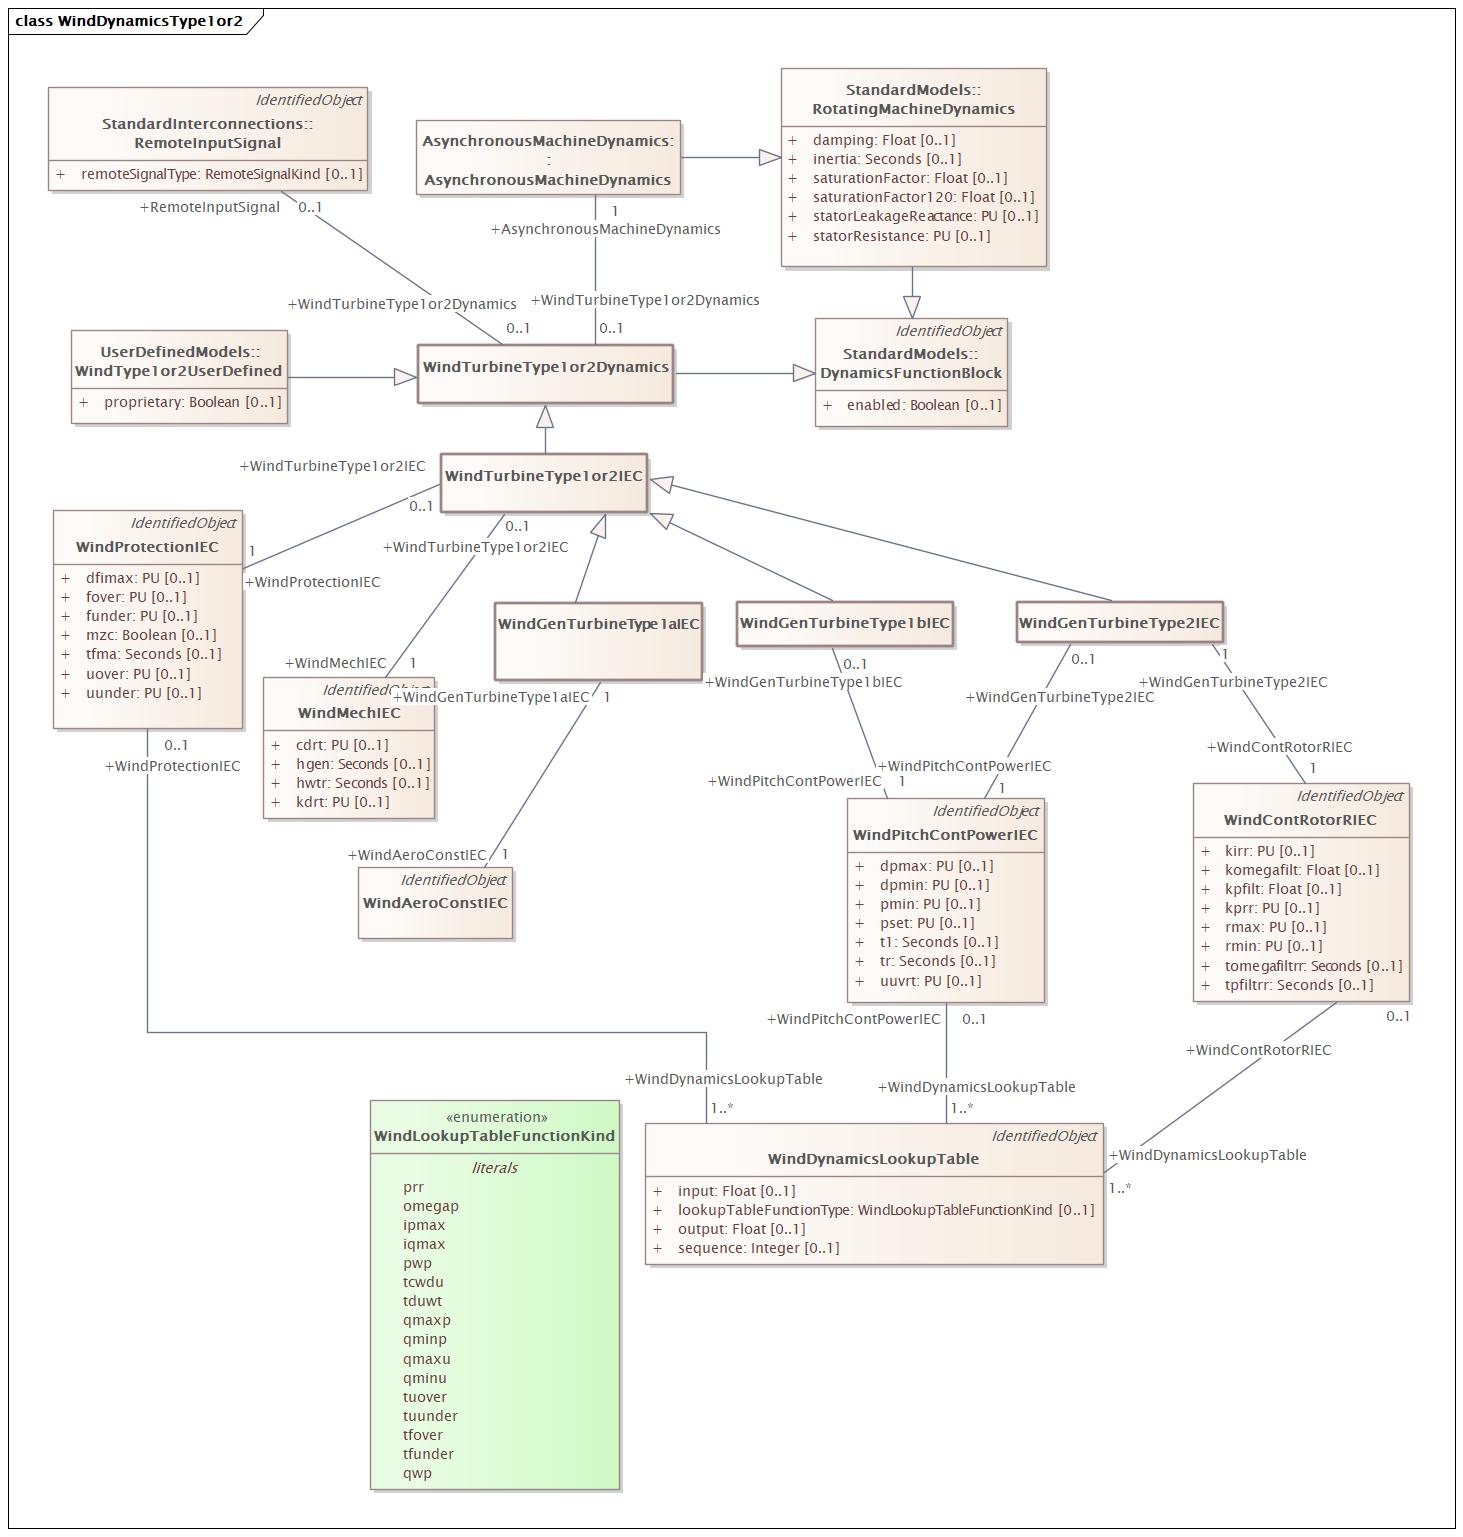 class WindDynamicsType1or2
IdentifiedObject
StandardInterconnections::
RemoteInputSignal
+ remoteSignalType: RemoteSignalKind [0..1]
AsynchronousMachineDynamics:
:
AsynchronousMachineDynamics
StandardModels::
RotatingMachineDynamics
+ damping: Float [0..1]
+ inertia: Seconds [0..1]
+ saturationFactor: Float [0..1]
+ saturationFactor120: Float [0..1]
+ statorLeakageReactance: PU [0..1]
+ statorResistance: PU [0..1]
+RemoteInputSignal 0..1
1
+AsynchronousMachineDynamics
+WindTurbineType1or2Dynamics
0..1
+WindTurbineType1or2Dynamics
0..1
UserDefinedModels::
WindType1or2UserDefined
+ proprietary: Boolean [0..1]
WindTurbineType1or2Dynamics
IdentifiedObject
StandardModels::
DynamicsFunctionBlock
+ enabled: Boolean [0..1]
WindTurbineType1or2IEC
+WindTurbineType1or2IEC
0..1
0..1
+WindTurbineType1or2IEC
IdentifiedObject
WindProtectionIEC
+ dfimax: PU [0..1]
+ fover: PU [0..1]
+ funder: PU [0..1]
+ mzc: Boolean [0..1]
+ tfma: Seconds [0..1]
+ uover: PU [0..1]
+ uunder: PU [0..1]
1
+WindProtectionIEC
WindGenTurbineType1aIEC
WindGenTurbineType1bIEC
WindGenTurbineType2IEC
+WindMechIEC 1
IdentifiedObject
WindMechIEC
+ cdrt: PU [0..1]
+ hgen: Seconds [0..1]
+ hwtr: Seconds [0..1]
+ kdrt: PU [0..1]
+WindGenTurbineType1aIEC 1
0..1
+WindGenTurbineType1bIEC
0..1
+WindGenTurbineType2IEC
1
+WindGenTurbineType2IEC
0..1
+WindProtectionIEC
+WindPitchContPowerIEC 1
+WindPitchContPowerIEC
1
+WindContRotorRIEC
1
+WindAeroConstIEC 1
IdentifiedObject
WindAeroConstIEC
IdentifiedObject
WindPitchContPowerIEC
+ dpmax: PU [0..1]
+ dpmin: PU [0..1]
+ pmin: PU [0..1]
+ pset: PU [0..1]
+ t1: Seconds [0..1]
+ tr: Seconds [0..1]
+ uuvrt: PU [0..1]
IdentifiedObject
WindContRotorRIEC
+ kirr: PU [0..1]
+ komegafilt: Float [0..1]
+ kpfilt: Float [0..1]
+ kprr: PU [0..1]
+ rmax: PU [0..1]
+ rmin: PU [0..1]
+ tomegafiltrr: Seconds [0..1]
+ tpfiltrr: Seconds [0..1]
+WindPitchContPowerIEC 0..1
0..1
+WindContRotorRIEC
+WindDynamicsLookupTable
1..*
+WindDynamicsLookupTable
1..*
+WindDynamicsLookupTable
1..*
IdentifiedObject
WindDynamicsLookupTable
+ input: Float [0..1]
+ lookupTableFunctionType: WindLookupTableFunctionKind [0..1]
+ output: Float [0..1]
+ sequence: Integer [0..1]
«enumeration»
WindLookupTableFunctionKind
literals
prr
omegap
ipmax
iqmax
pwp
tcwdu
tduwt
qmaxp
qminp
qmaxu
qminu
tuover
tuunder
tfover
tfunder
qwp